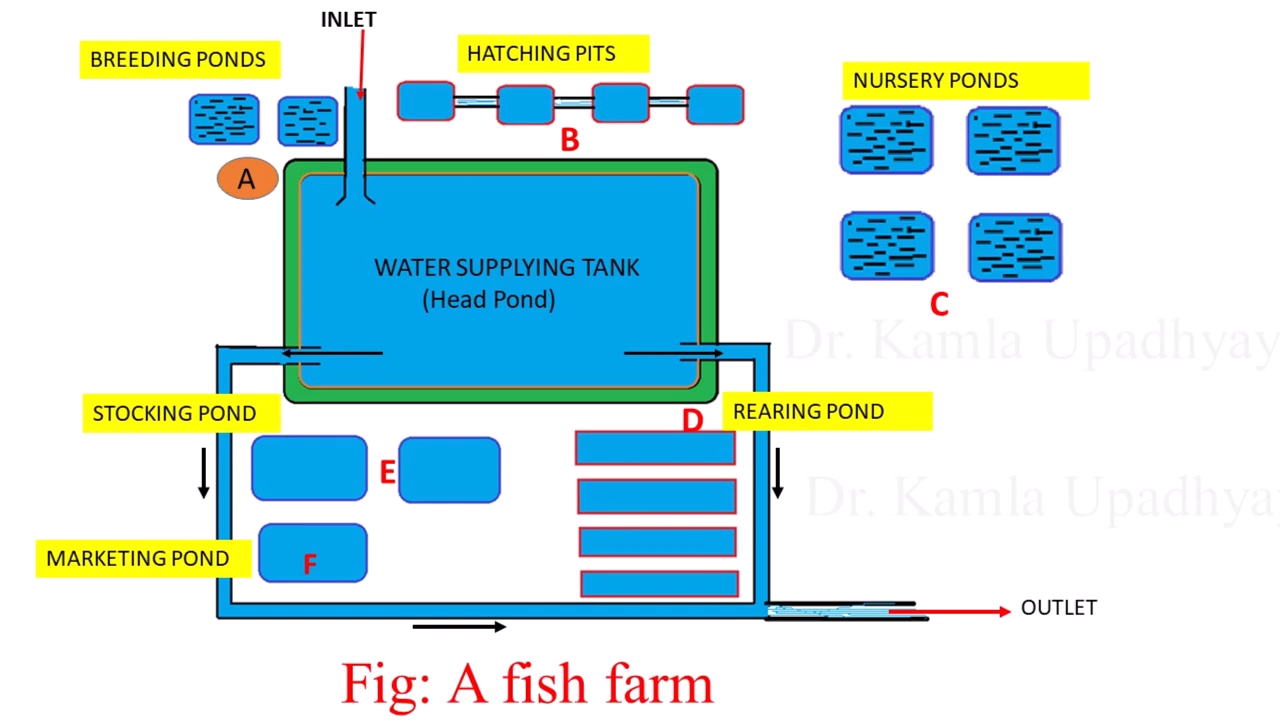 INLET
BREEDING PONDS
HATCHING PITS
NURSERY PONDS
B
A
WATER SUPPLYING TANK
(Head Pond)
C
Dr. Kamla Upadhyay
STOCKING POND
D
REARING POND
E
Dr. Kamla Upadhyay
MARKETING POND
F
OUTLET
Fig: A fish farm